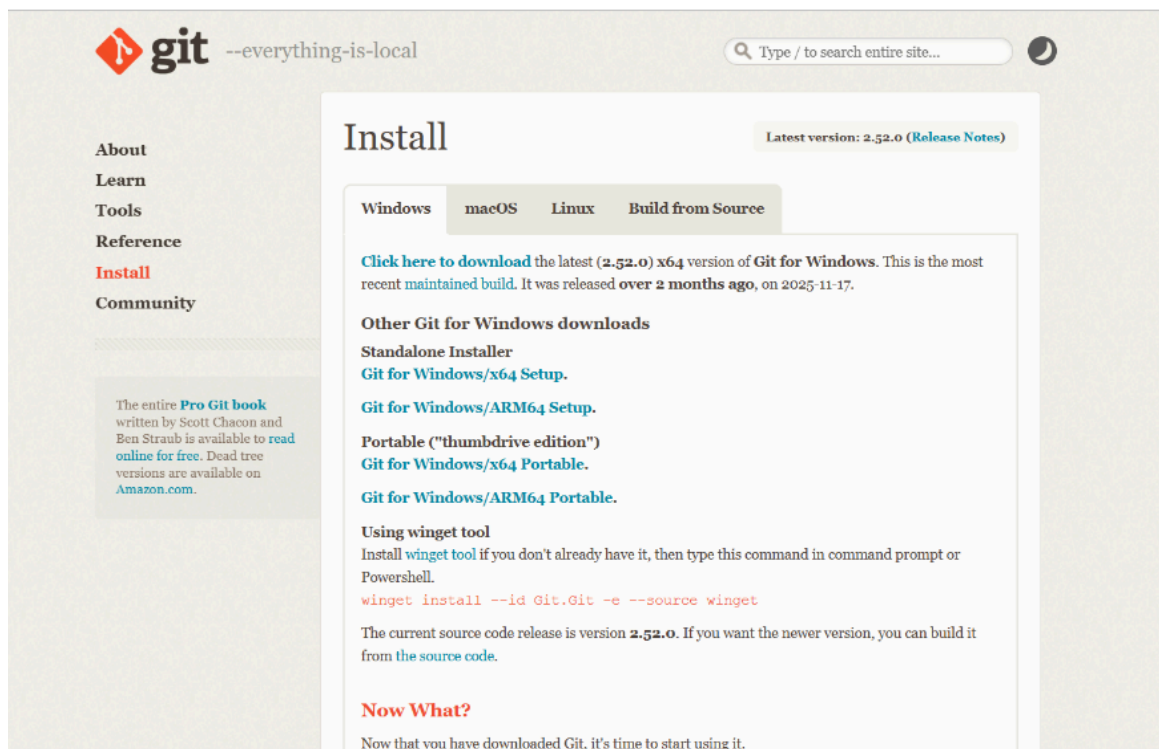 git --everything-is-local
Type / to search entire site...
About
Learn
Tools
Reference
Install
Community
The entire Pro Git book
written by Scott Chacon and
Ben Straub is available to read
online for free. Dead tree
versions are available on
Amazon.com.
Install
Latest version: 2.52.0 (Release Notes)
Windows macOS Linux Build from Source
Click here to download the latest (2.52.0) x64 version of Git for Windows. This is the most
recent maintained build. It was released over 2 months ago, on 2025-11-17.
Other Git for Windows downloads
Standalone Installer
Git for Windows/x64 Setup.
Git for Windows/ARM64 Setup.
Portable ("thumbdrive edition")
Git for Windows/x64 Portable.
Git for Windows/ARM64 Portable.
Using winget tool
Install winget tool if you don't already have it, then type this command in command prompt or
Powershell.
winget install --id Git.Git -e --source winget
The current source code release is version 2.52.0. If you want the newer version, you can build it
from the source code.
Now What?
Now that you have downloaded Git, it's time to start using it.